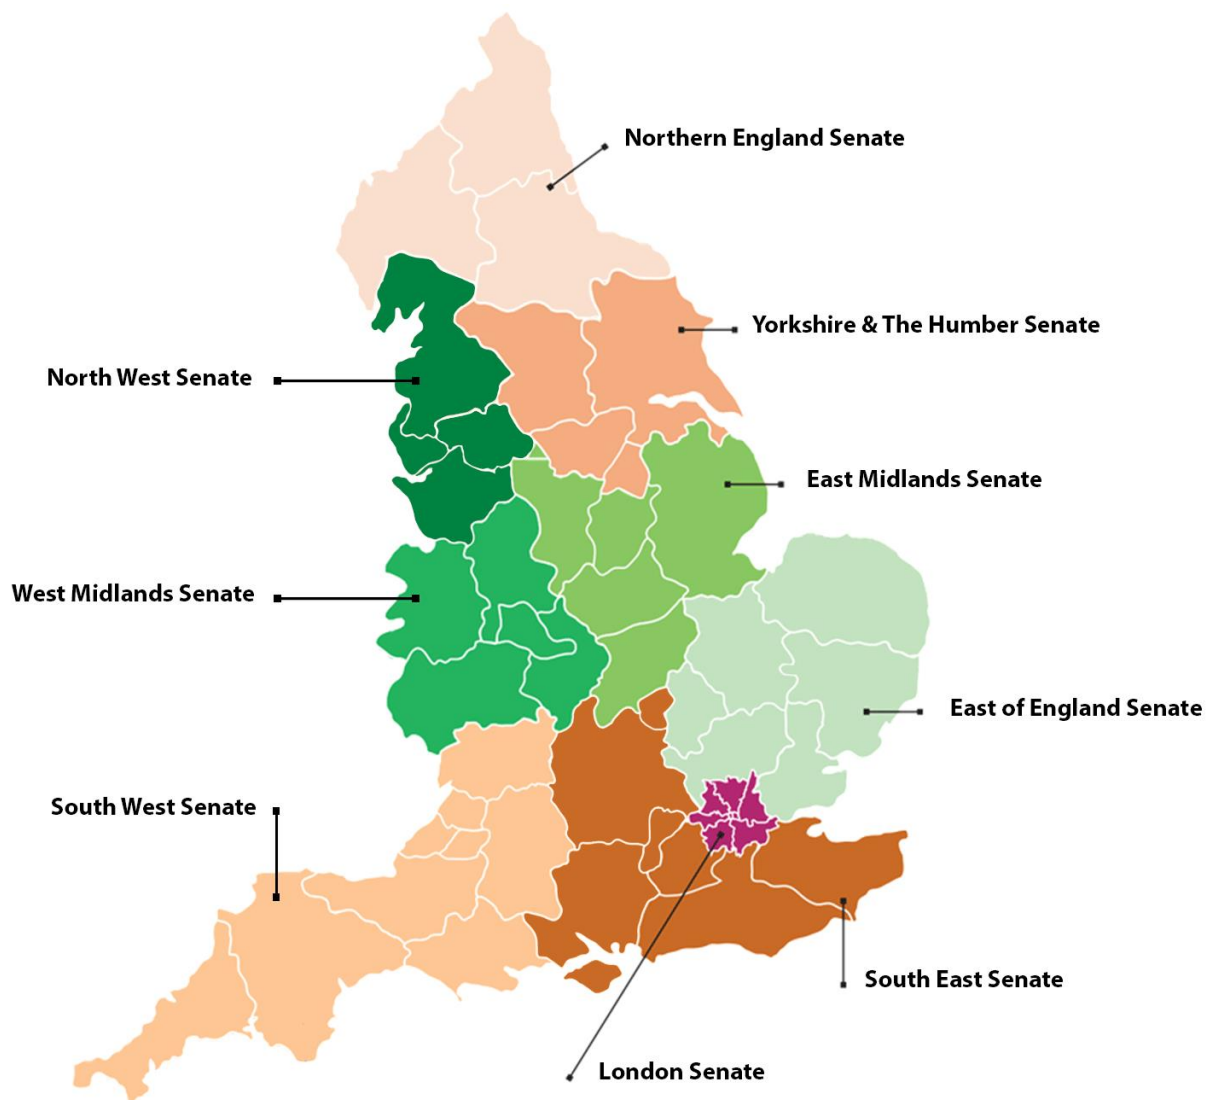 Northern England Senate
Yorkshire & The Humber Senate
North West Senate
East Midlands Senate
West Midlands Senate
East of England Senate
South West Senate
South East Senate
London Senate